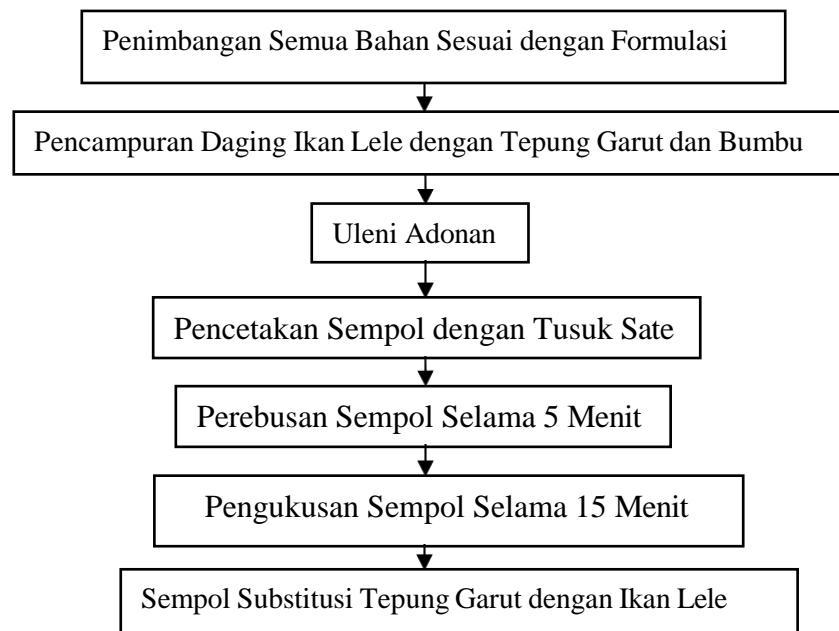 Penimbangan Semua Bahan Sesuai dengan Formulasi
Pencampuran Daging Ikan Lele dengan Tepung Garut dan Bumbu
Uleni Adonan
Pencetakan Sempol dengan Tusuk Sate
Perebusan Sempol Selama 5 Menit
Pengukusan Sempol Selama 15 Menit
Sempol Substitusi Tepung Garut dengan Ikan Lele